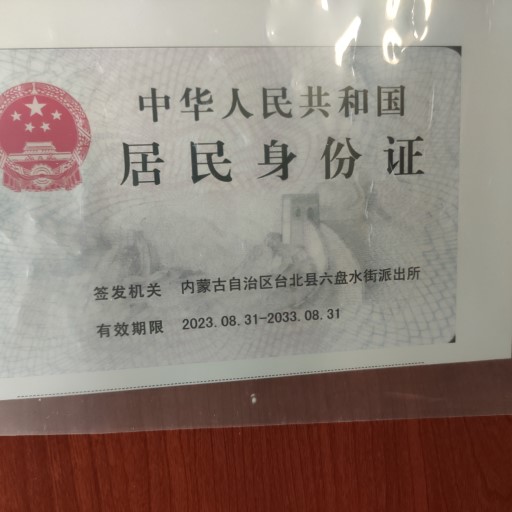 中华人民共和国
居民身份证
签发机关 内蒙古自治区台北县六盘水街派出所
有效期限 2023.08.31-2033.08.31